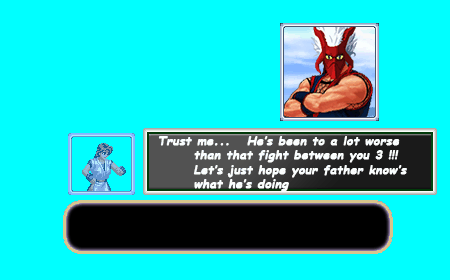 Trust me... He's been to a lot worse
than that fight between you 3 !!!
Let's just hope your father know's
what he's doing